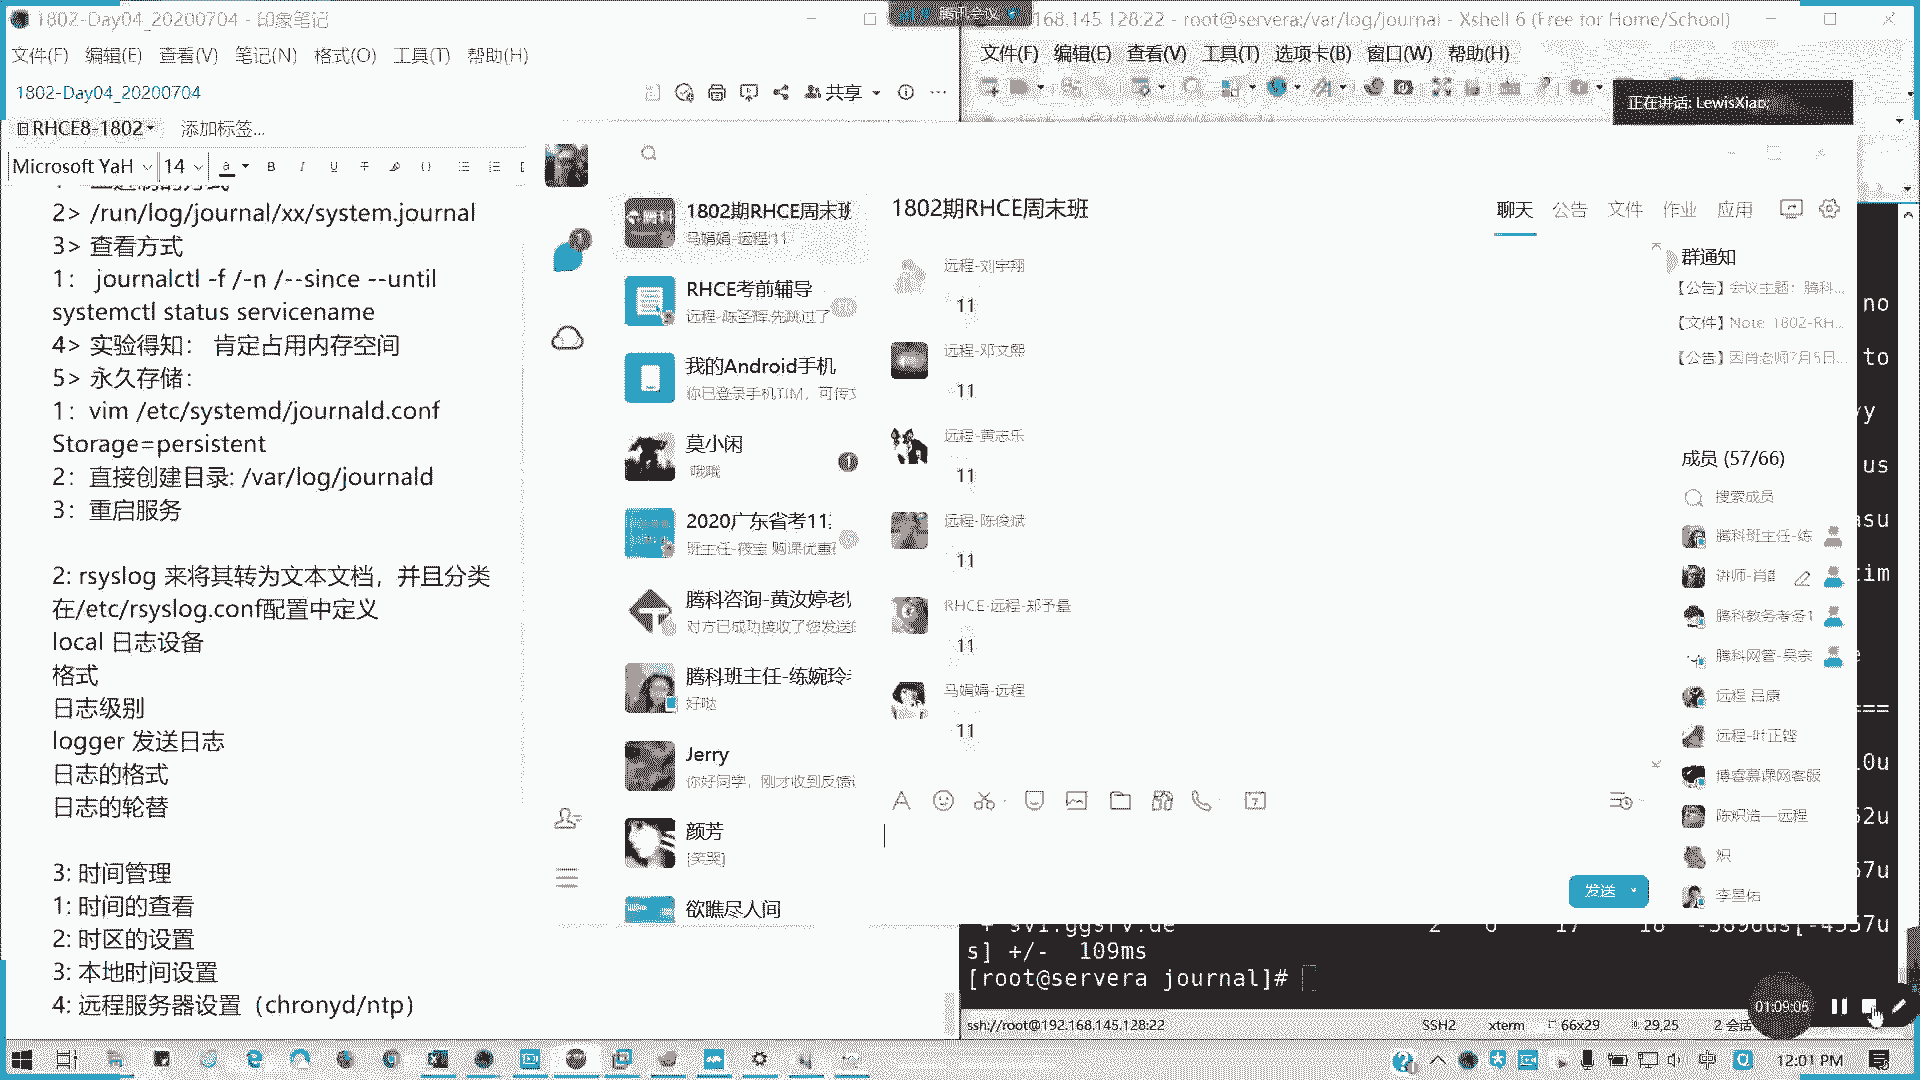 1802-Day04_20200704 - 印象笔记
文件(F) 编辑(E) 查看(V) 笔记(N) 格式(O) 工具(T) 帮助(H)
1802-Day04_20200704
共享
RHCE8-1802
添加标签...
Microsoft YaH 14
2> /run/log/journal/xx/system.journal
3> 查看方式
1： journalctl -f /-n /--since --until
systemctl status servicename
4> 实验得知： 肯定占用内存空间
5> 永久存储：
1：vim /etc/systemd/journald.conf
Storage=persistent
2：直接创建目录: /var/log/journald
3：重启服务
2: rsyslog 来将其转为文本文档，并且分类
在/etc/rsyslog.conf配置中定义
local 日志设备
格式
日志级别
logger 发送日志
日志的格式
日志的轮替
3: 时间管理
1: 时间的查看
2: 时区的设置
3: 本地时间设置
4: 远程服务器设置（chronyd/ntp）
腾讯会议
168.145.128:22 - root@servera:/var/log/journal - Xshell 6 (Free for Home/School)
文件(F) 编辑(E) 查看(V) 工具(T) 选项卡(B) 窗口(W) 帮助(H)
正在讲话: LewisXiao;
1802期RHCE周末班
马娟娟-远程:11
RHCE考前辅导
远程-陈圣辉:先跳过了
我的Android手机
你已登录手机TIM，可传文
莫小闲
哦哦
2020广东省考11
班主任-筱宝 购课优惠
腾科咨询-黄汝婷老
对方已成功接收了您发送的
腾科班主任-练婉玲
好哒
Jerry
你好同学，刚才收到反馈
颜芳
[笑哭]
欲瞧尽人间
1802期RHCE周末班
聊天 公告 文件 作业 应用
远程-刘宇翔
11
远程-邓文熙
11
远程-黄志乐
11
远程-陈俊斌
11
RHCE-远程-郑予晨
11
马娟娟-远程
11
发送
群通知
【公告】会议主题：腾科...
【文件】Note: 1802-RH...
【公告】因肖老师7月5日...
成员 (57/66)
搜索成员
腾科班主任-练
讲师-肖
腾科教务考务1
腾科网管-吴宗
远程 吕原
博睿慕课网客服
陈炽浩—远程
炽
李星佑
no
to
us
su
tim
===
s] +/- 109ms
[root@servera journal]#
01:09:05
ssh://root@192.168.145.128:22 SSH2 xterm 66x29 29,25 2 会话
中
12:01 PM